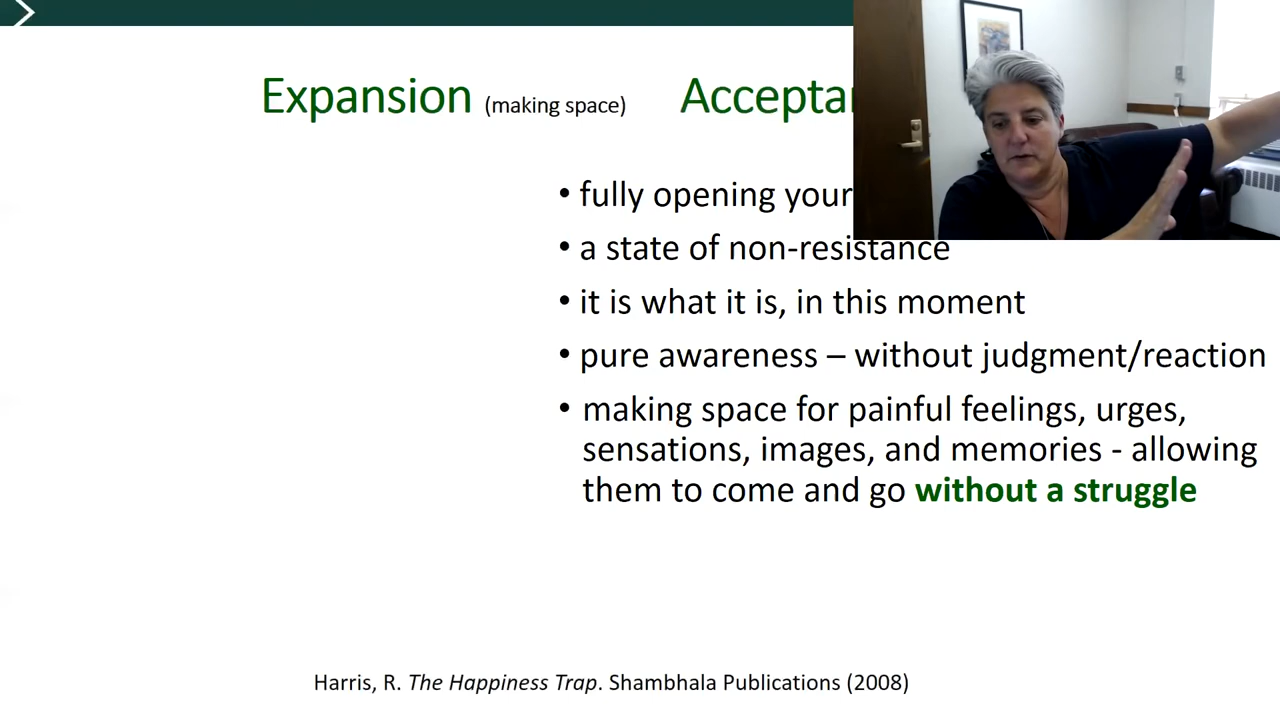 Expansion (making space) Accepta
• fully opening your
• a state of non-resistance
• it is what it is, in this moment
• pure awareness – without judgment/reaction
• making space for painful feelings, urges,
sensations, images, and memories - allowing
them to come and go without a struggle
Harris, R. The Happiness Trap. Shambhala Publications (2008)